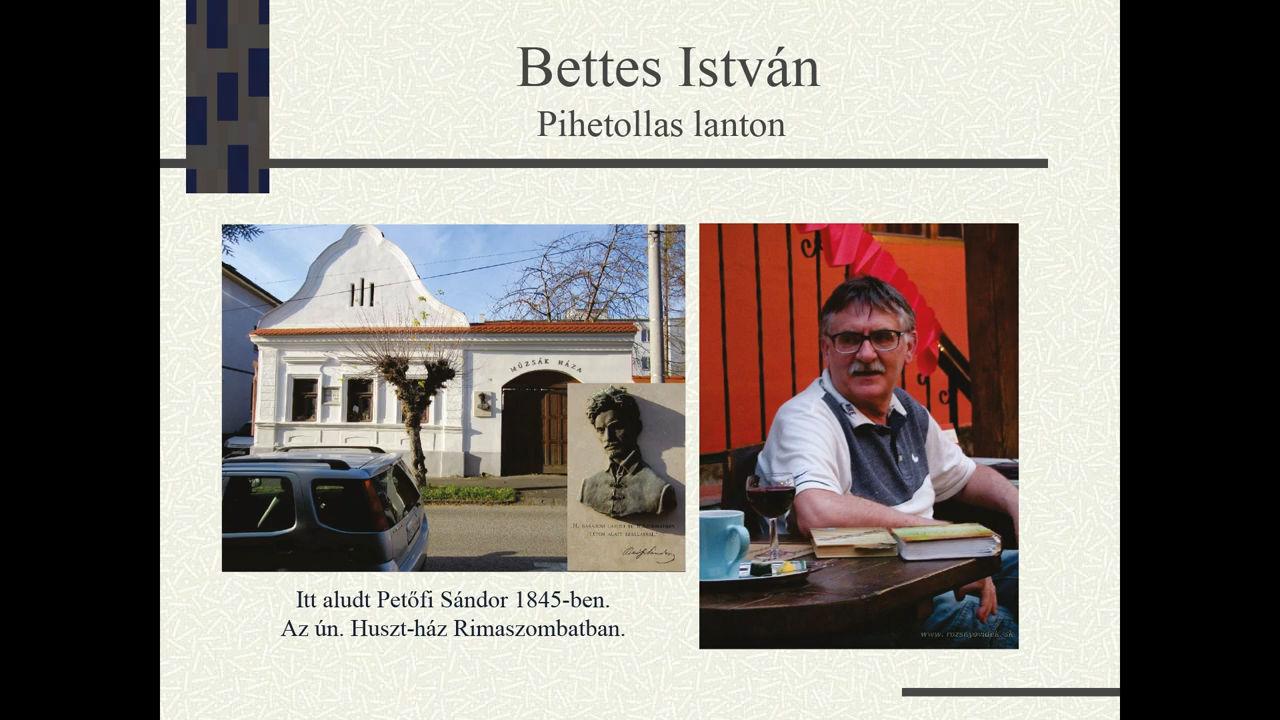 Bettes István
Pihetollas lanton
MÚZSÁK HÁZA
Itt aludt Petőfi Sándor 1845-ben.
Az ún. Huszt-ház Rimaszombatban.
www.rozsnyovidek.sk